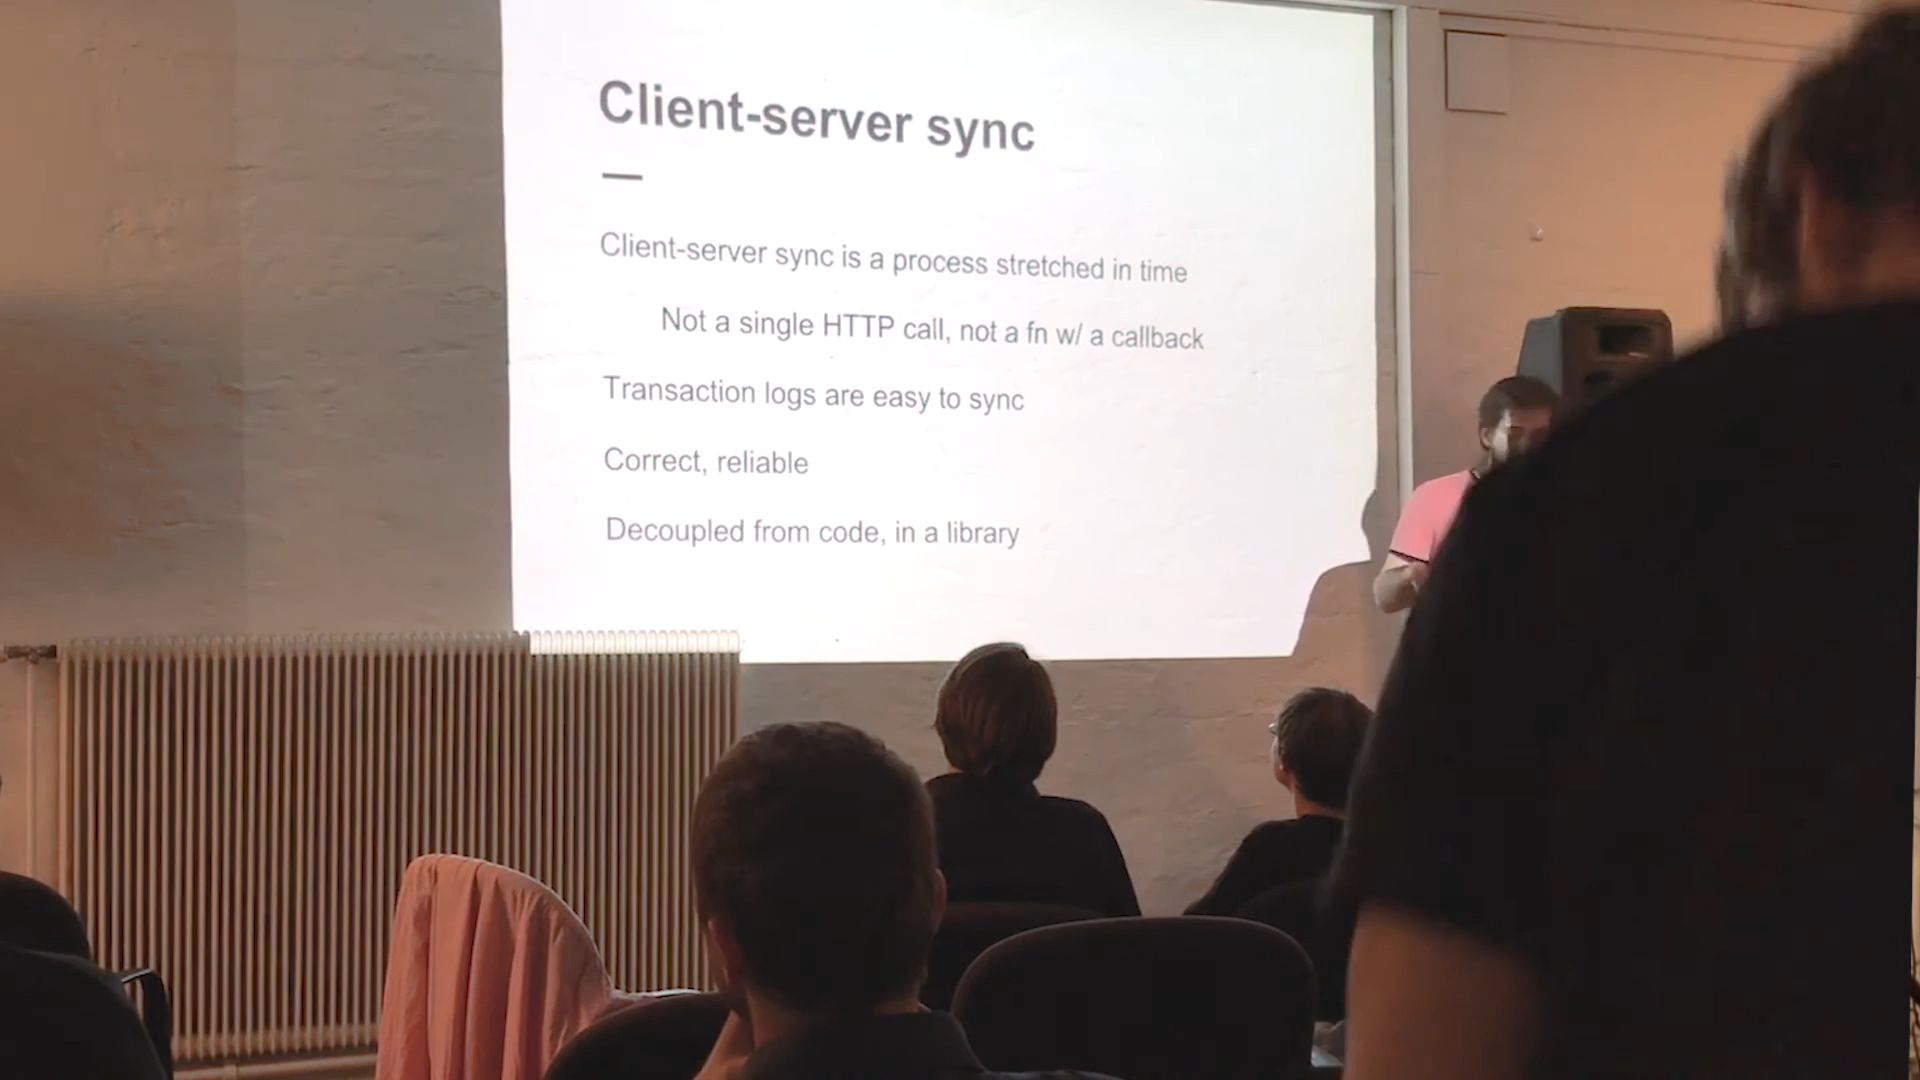 Client-server sync
Client-server sync is a process stretched in time
Not a single HTTP call, not a fn w/ a callback
Transaction logs are easy to sync
Correct, reliable
Decoupled from code, in a library